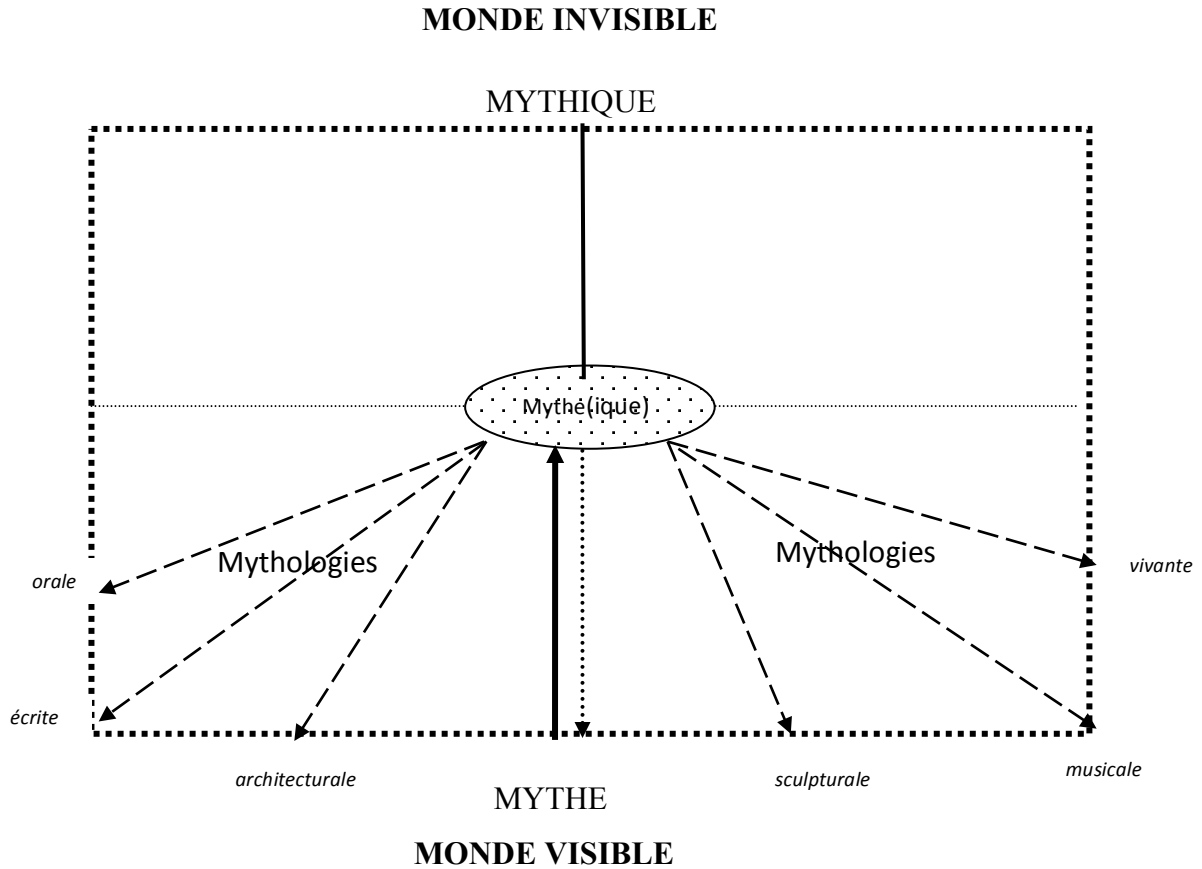 MONDE INVISIBLE
MYTHIQUE
Mythe(ique)
Mythologies
Mythologies
orale
vivante
écrite
architecturale
sculpturale
musicale
MYTHE
MONDE VISIBLE